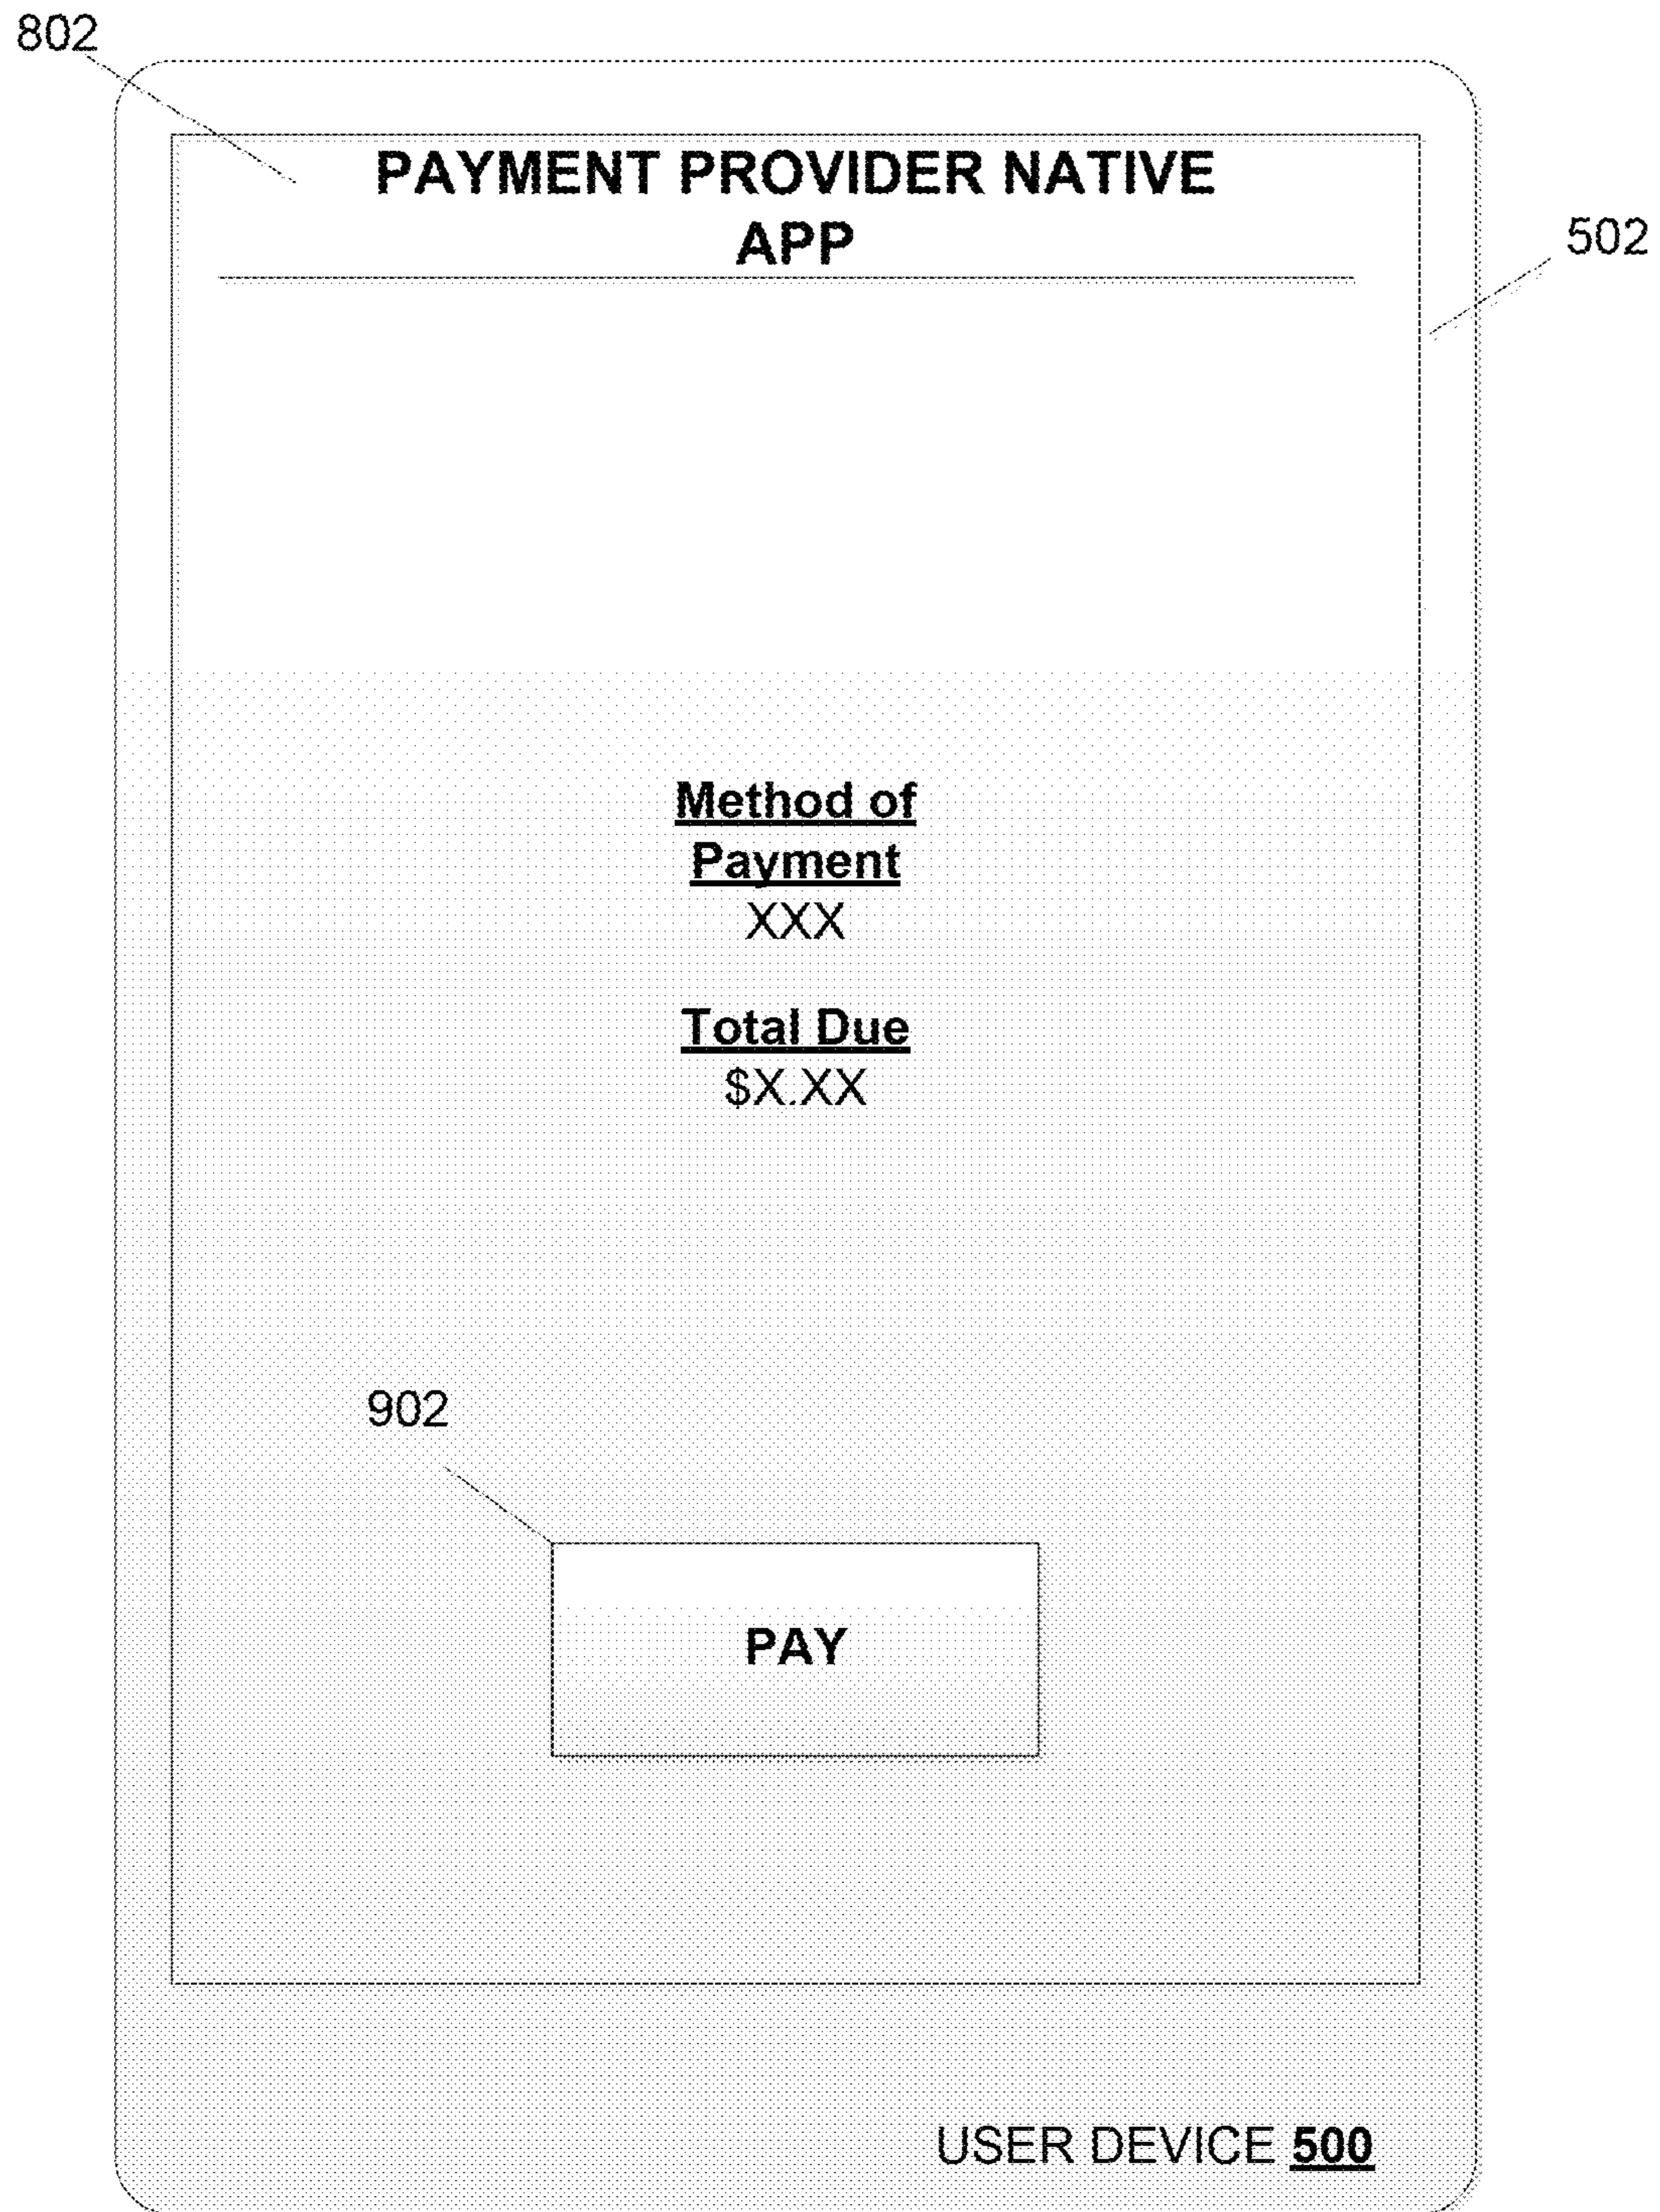 802
PAYMENT PROVIDER NATIVE
APP
502
Method of
Payment
XXX
Total Due
$X.XX
902
PAY
USER DEVICE 500